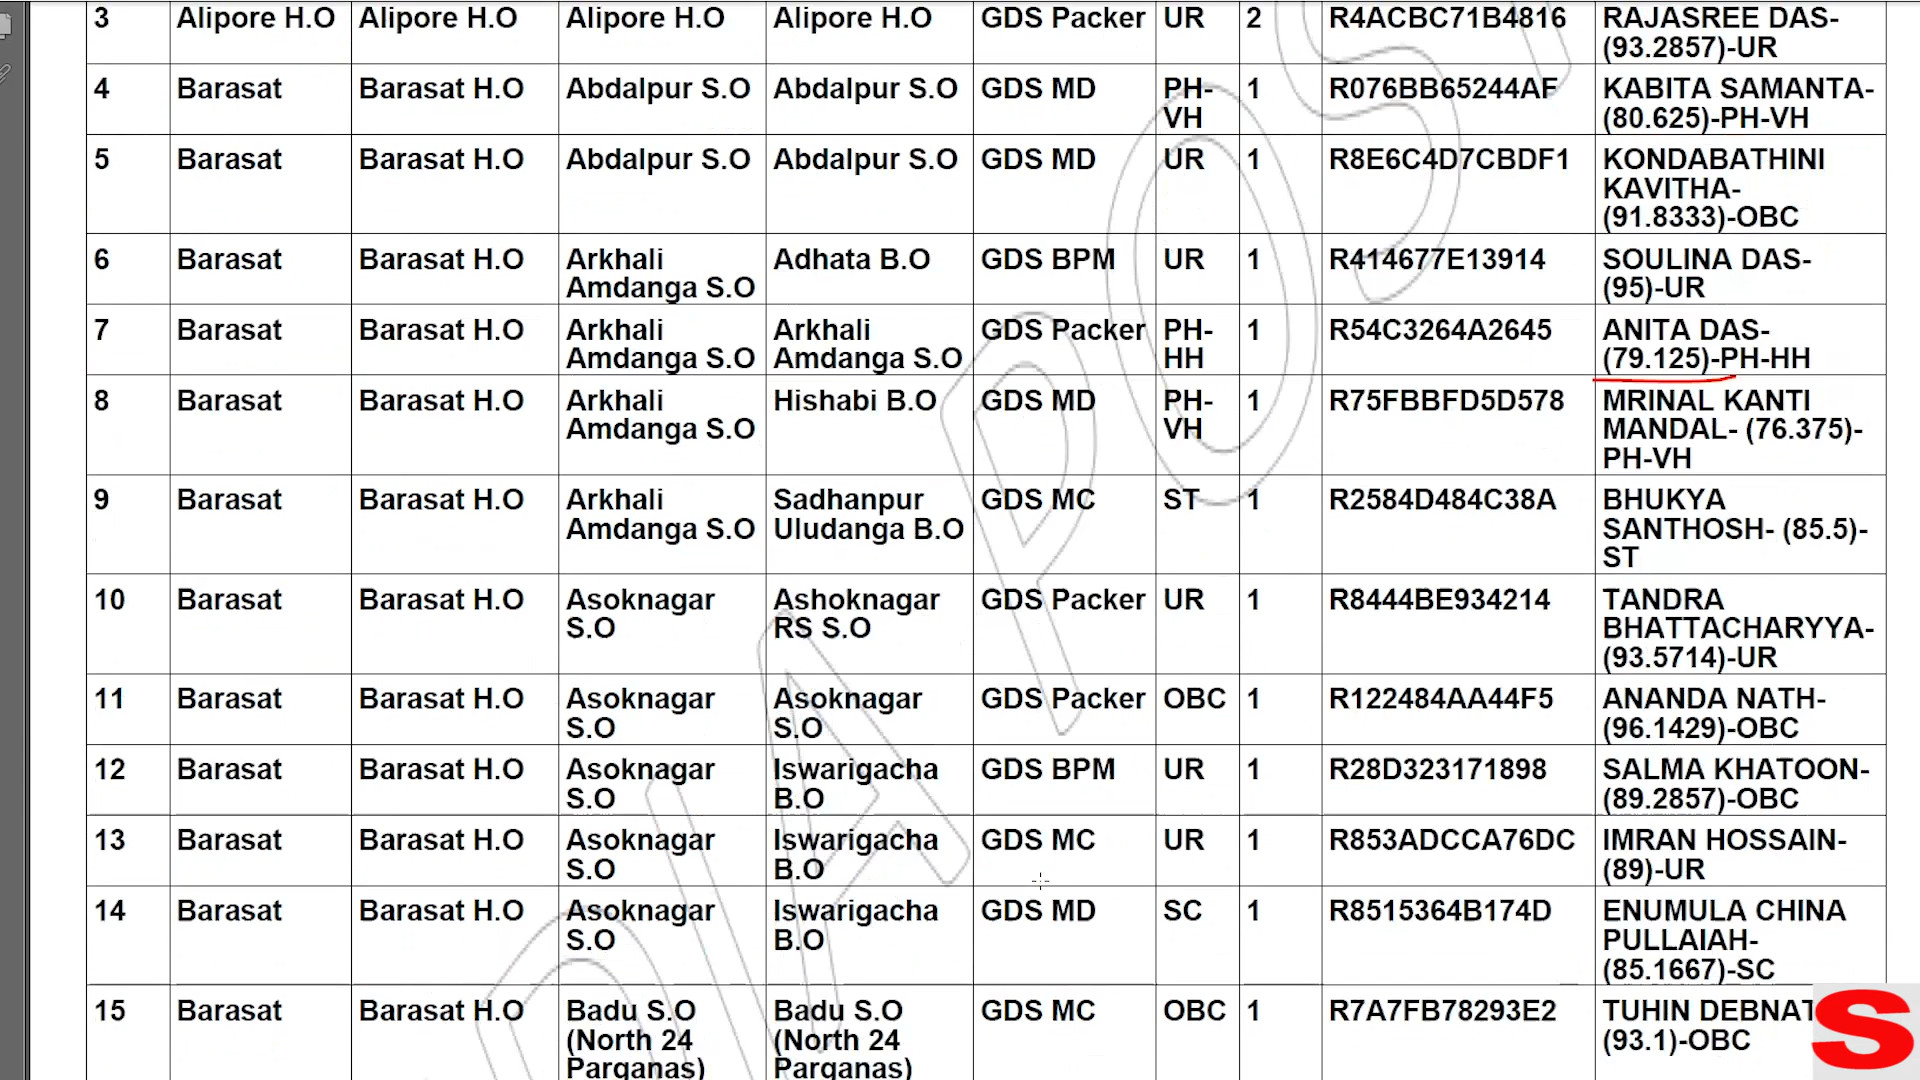 3 Alipore H.O Alipore H.O Alipore H.O Alipore H.O GDS Packer UR 2 R4ACBC71B4816 RAJASREE DAS-
(93.2857)-UR
4 Barasat Barasat H.O Abdalpur S.O Abdalpur S.O GDS MD PH- 1 R076BB65244AF KABITA SAMANTA-
VH (80.625)-PH-VH
5 Barasat Barasat H.O Abdalpur S.O Abdalpur S.O GDS MD UR 1 R8E6C4D7CBDF1 KONDABATHINI
KAVITHA-
(91.8333)-OBC
6 Barasat Barasat H.O Arkhali Adhata B.O GDS BPM UR 1 R414677E13914 SOULINA DAS-
Amdanga S.O (95)-UR
7 Barasat Barasat H.O Arkhali Arkhali GDS Packer PH- 1 R54C3264A2645 ANITA DAS-
Amdanga S.O Amdanga S.O HH (79.125)-PH-HH
8 Barasat Barasat H.O Arkhali Hishabi B.O GDS MD PH- 1 R75FBBFD5D578 MRINAL KANTI
Amdanga S.O VH MANDAL- (76.375)-
PH-VH
9 Barasat Barasat H.O Arkhali Sadhanpur GDS MC ST 1 R2584D484C38A BHUKYA
Amdanga S.O Uludanga B.O SANTHOSH- (85.5)-
ST
10 Barasat Barasat H.O Asoknagar Ashoknagar GDS Packer UR 1 R8444BE934214 TANDRA
S.O RS S.O BHATTACHARYYA-
(93.5714)-UR
11 Barasat Barasat H.O Asoknagar Asoknagar GDS Packer OBC 1 R122484AA44F5 ANANDA NATH-
S.O S.O (96.1429)-OBC
12 Barasat Barasat H.O Asoknagar Iswarigacha GDS BPM UR 1 R28D323171898 SALMA KHATOON-
S.O B.O (89.2857)-OBC
13 Barasat Barasat H.O Asoknagar Iswarigacha GDS MC UR 1 R853ADCCA76DC IMRAN HOSSAIN-
S.O B.O (89)-UR
14 Barasat Barasat H.O Asoknagar Iswarigacha GDS MD SC 1 R8515364B174D ENUMULA CHINA
S.O B.O PULLAIAH-
(85.1667)-SC
15 Barasat Barasat H.O Badu S.O Badu S.O GDS MC OBC 1 R7A7FB78293E2 TUHIN DEBNAT
(North 24 (North 24 (93.1)-OBC
Parganas) Parganas)
S